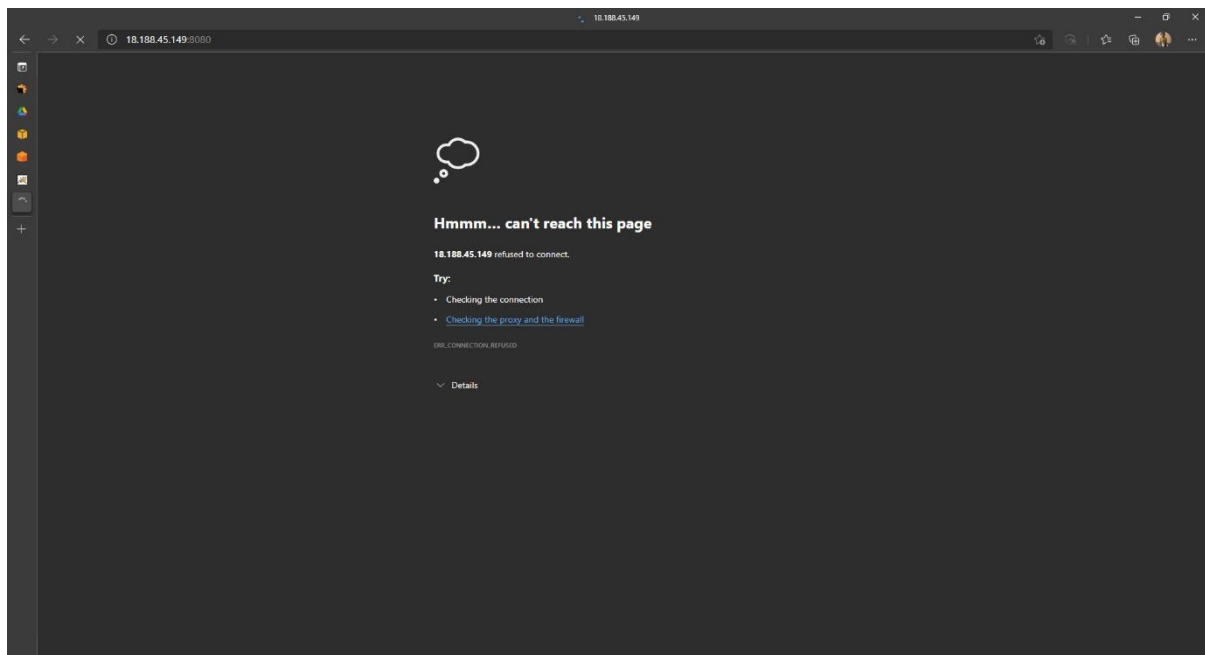 18.188.45.149
18.188.45.149:8080
Hmmm... can't reach this page
18.188.45.149 refused to connect.
Try:
• Checking the connection
• Checking the proxy and the firewall
ERR_CONNECTION_REFUSED
Details